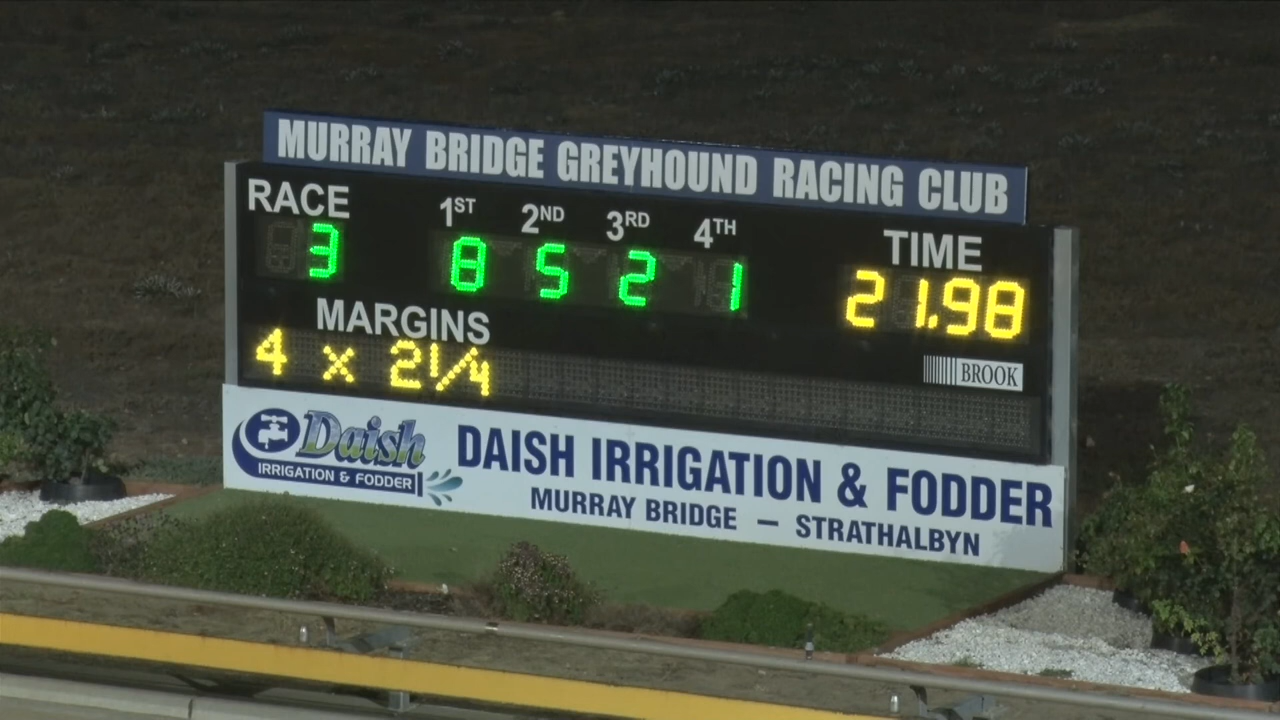 MURRAY BRIDGE GREYHOUND RACING CLUB
RACE 1ST 2ND 3RD 4TH TIME
3 8 5 2 1 21.98
MARGINS
4 x 2 1/4
BROOK
Daish
IRRIGATION & FODDER
DAISH IRRIGATION & FODDER
MURRAY BRIDGE – STRATHALBYN